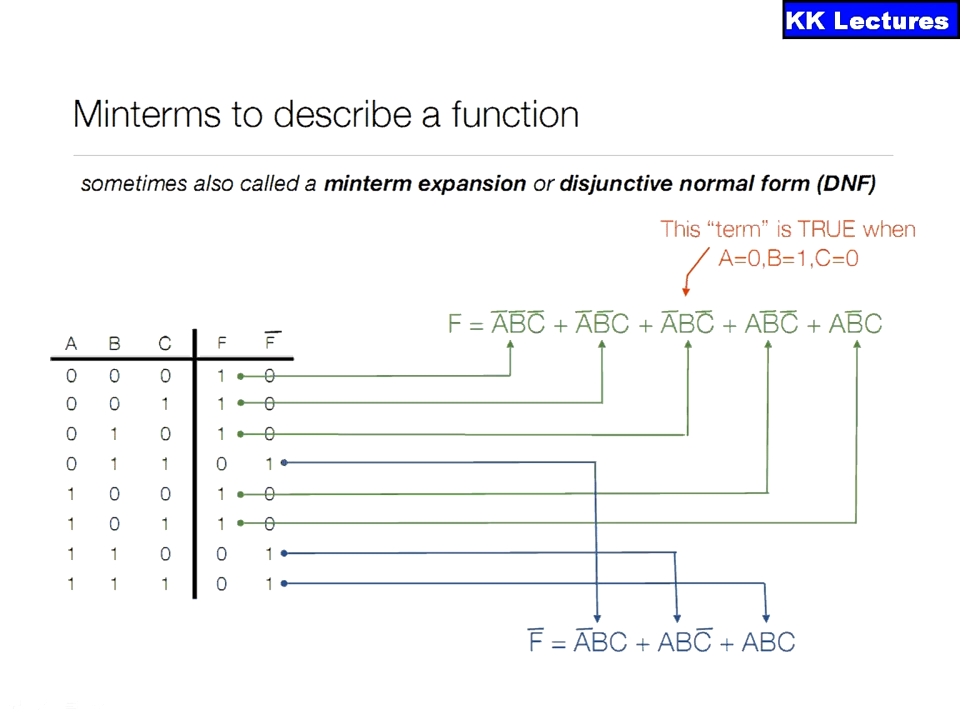 KK Lectures
Minterms to describe a function
sometimes also called a minterm expansion or disjunctive normal form (DNF)
This “term” is TRUE when
A=0,B=1,C=0
F = A̅B̅C̅ + A̅B̅C + A̅BC̅ + AB̅C̅ + AB̅C
A B C F F̅
0 0 0 1 0
0 0 1 1 0
0 1 0 1 0
0 1 1 0 1
1 0 0 1 0
1 0 1 1 0
1 1 0 0 1
1 1 1 0 1
F̅ = A̅BC + ABC̅ + ABC